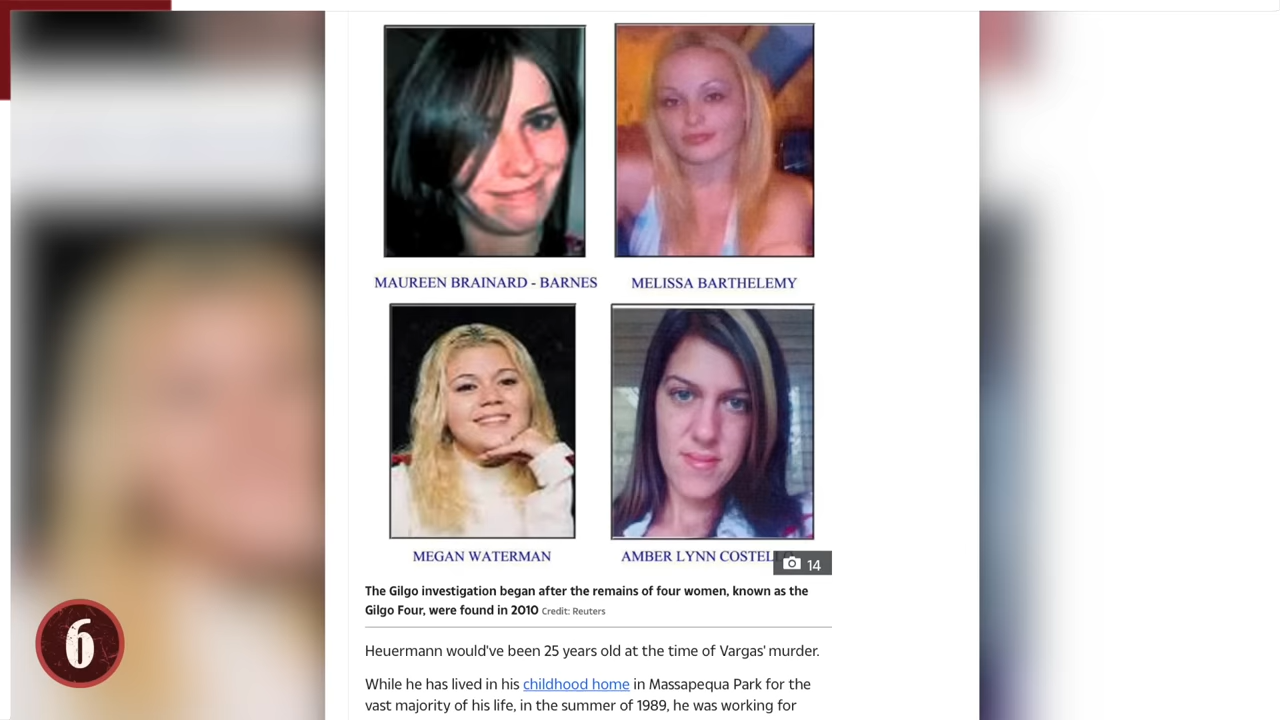 MAUREEN BRAINARD - BARNES
MELISSA BARTHELEMY
MEGAN WATERMAN
AMBER LYNN COSTELLO
14
The Gilgo investigation began after the remains of four women, known as the
Gilgo Four, were found in 2010 Credit: Reuters
Heuermann would've been 25 years old at the time of Vargas' murder.
While he has lived in his childhood home in Massapequa Park for the
vast majority of his life, in the summer of 1989, he was working for
6